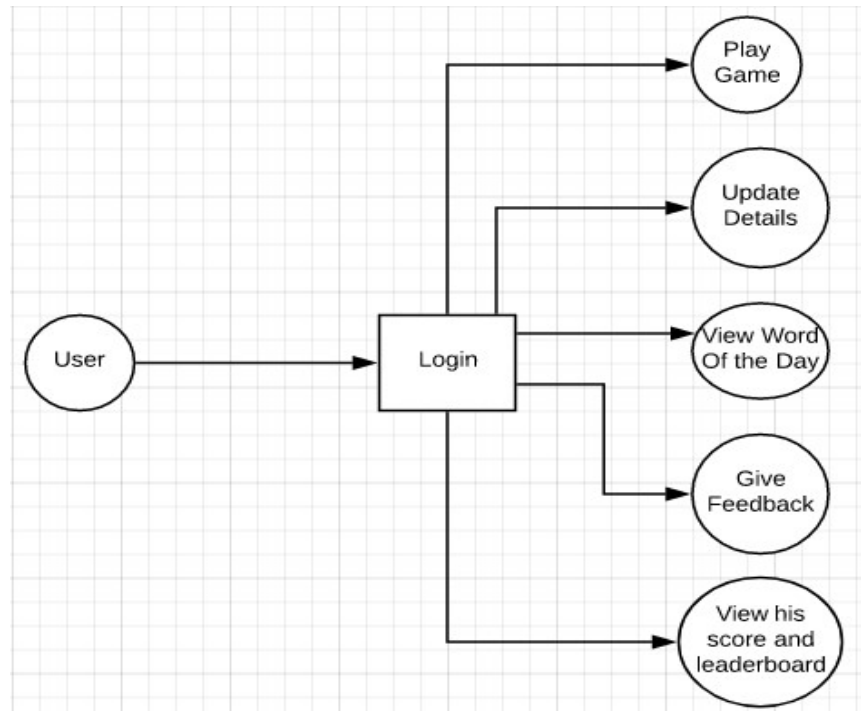 Play
Game
Update
Details
View Word
Of the Day
User
Login
Give
Feedback
View his
score and
leaderboard